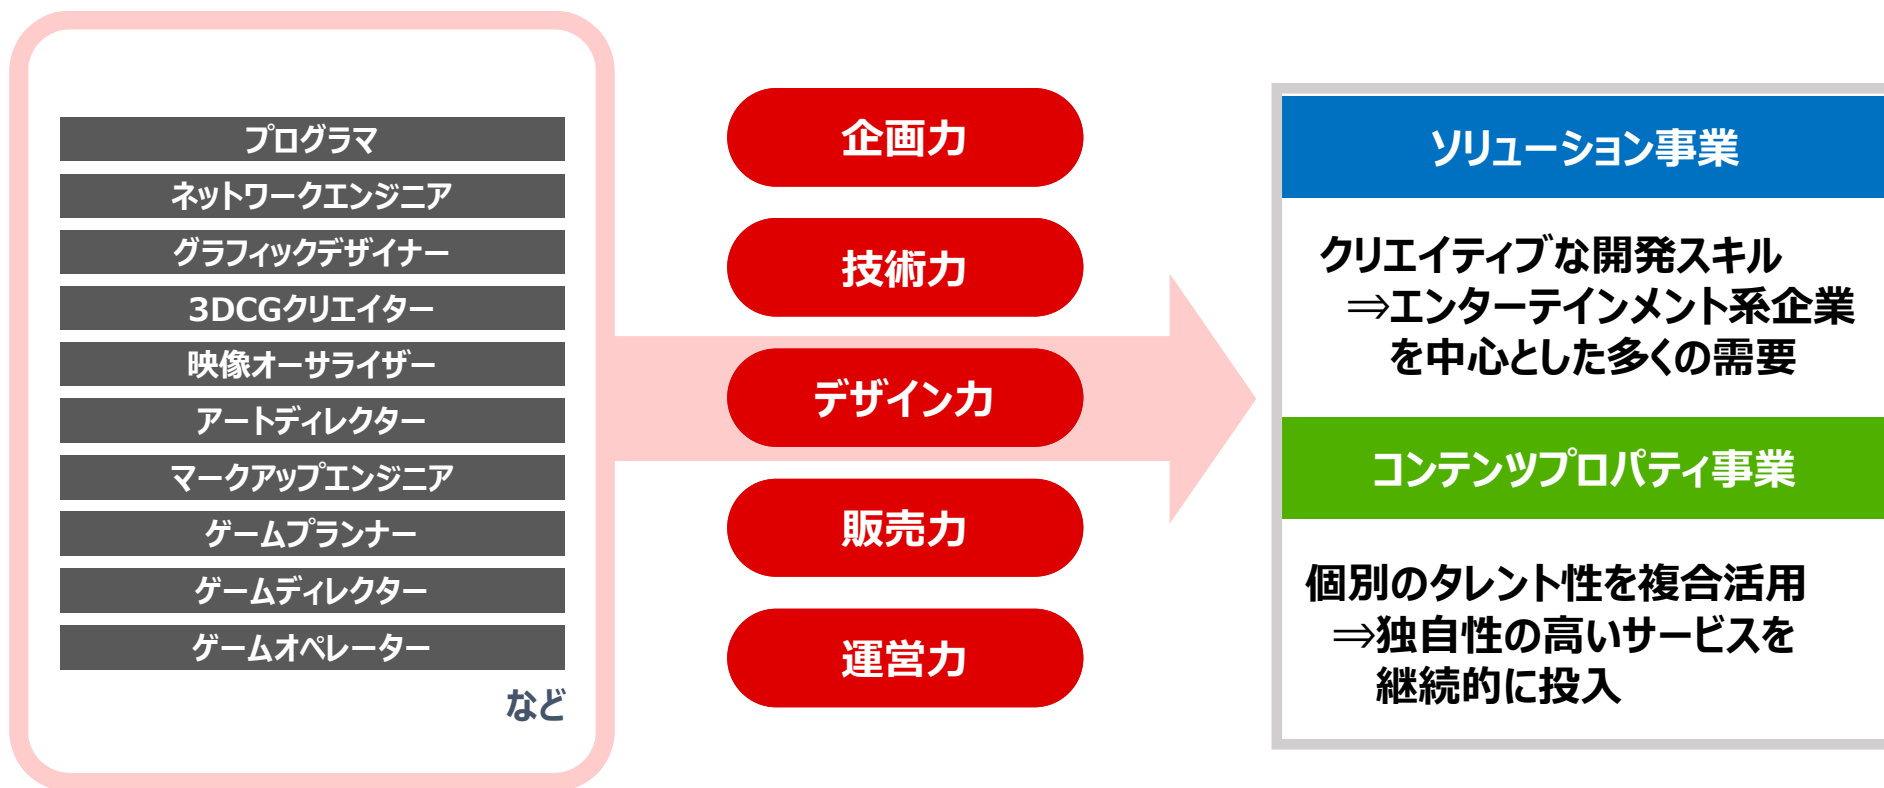 プログラマ
ネットワークエンジニア
グラフィックデザイナー
3DCGクリエイター
映像オーサライザー
アートディレクター
マークアップエンジニア
ゲームプランナー
ゲームディレクター
ゲームオペレーター
など
企画力
技術力
デザイン力
販売力
運営力
ソリューション事業
クリエイティブな開発スキル
⇒エンターテインメント系企業
を中心とした多くの需要
コンテンツプロパティ事業
個別のタレント性を複合活用
⇒独自性の高いサービスを
継続的に投入